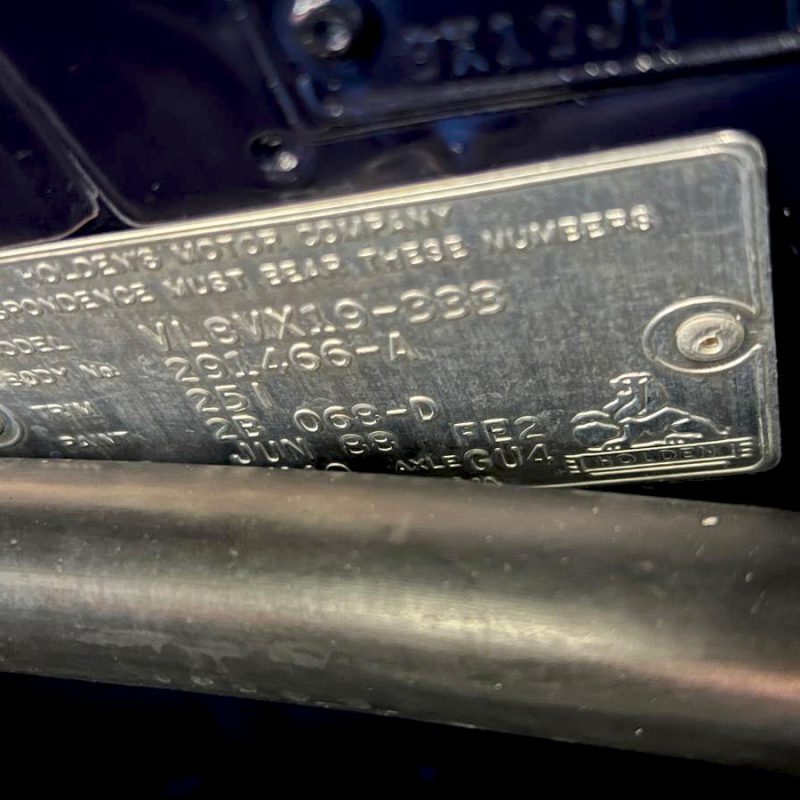 HOLDEN'S MOTOR COMPANY
SPONDENCE MUST BEAR THESE NUMBERS
MODEL VL8VX19-333
BODY No. 291466-A
TRIM 251
PAINT 2B 068-D
JUN 88 FE2
AXLE GU4
HOLDEN